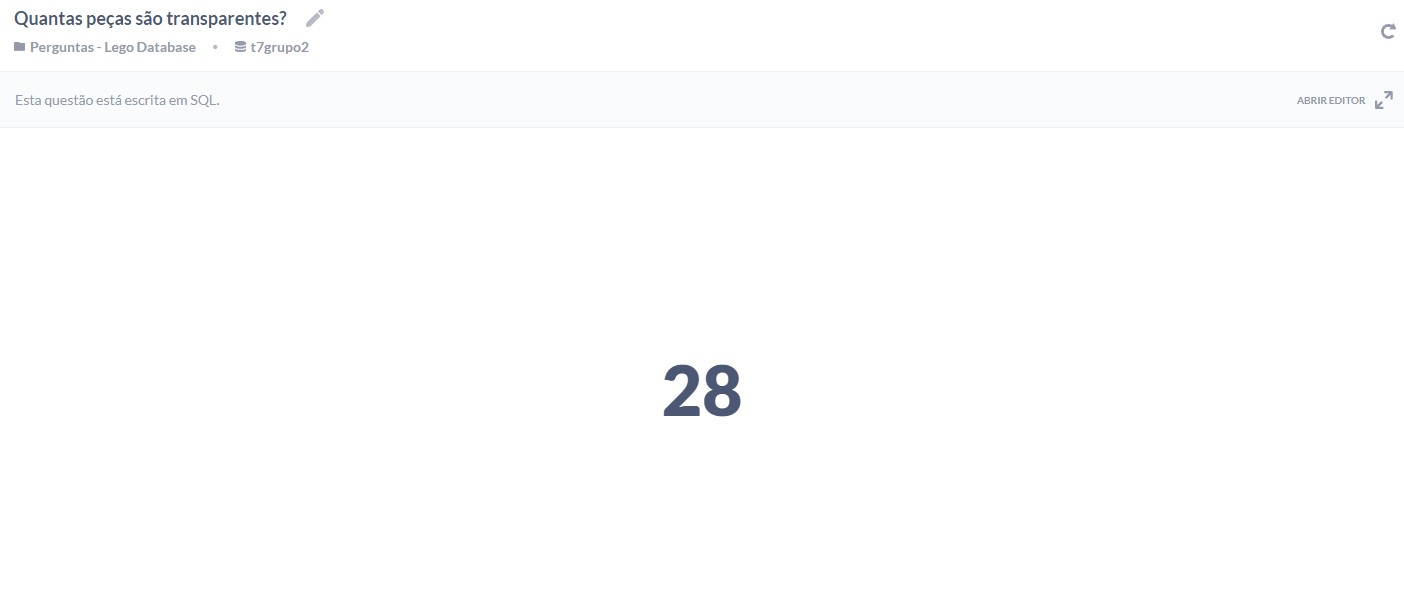 Quantas peças são transparentes?
Perguntas - Lego Database • t7grupo2
Esta questão está escrita em SQL.
ABRIR EDITOR
28